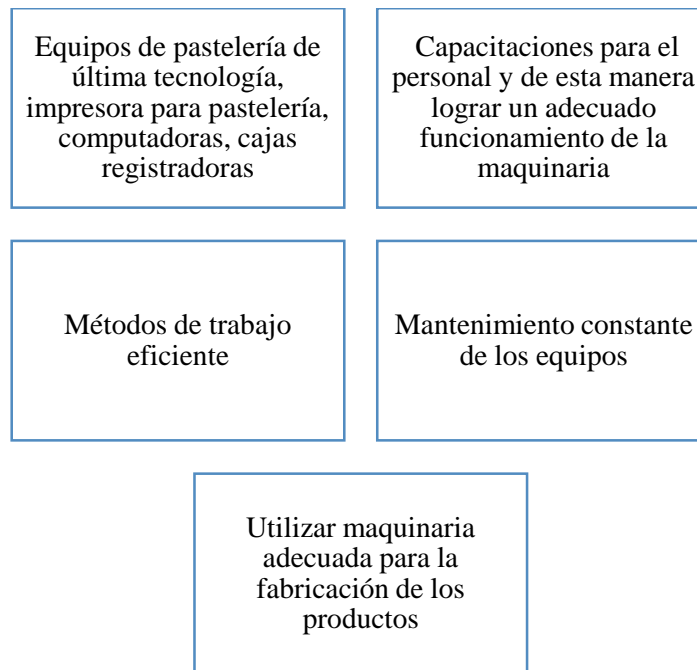 Equipos de pastelería de
última tecnología,
impresora para pastelería,
computadoras, cajas
registradoras
Capacitaciones para el
personal y de esta manera
lograr un adecuado
funcionamiento de la
maquinaria
Métodos de trabajo
eficiente
Mantenimiento constante
de los equipos
Utilizar maquinaria
adecuada para la
fabricación de los
productos